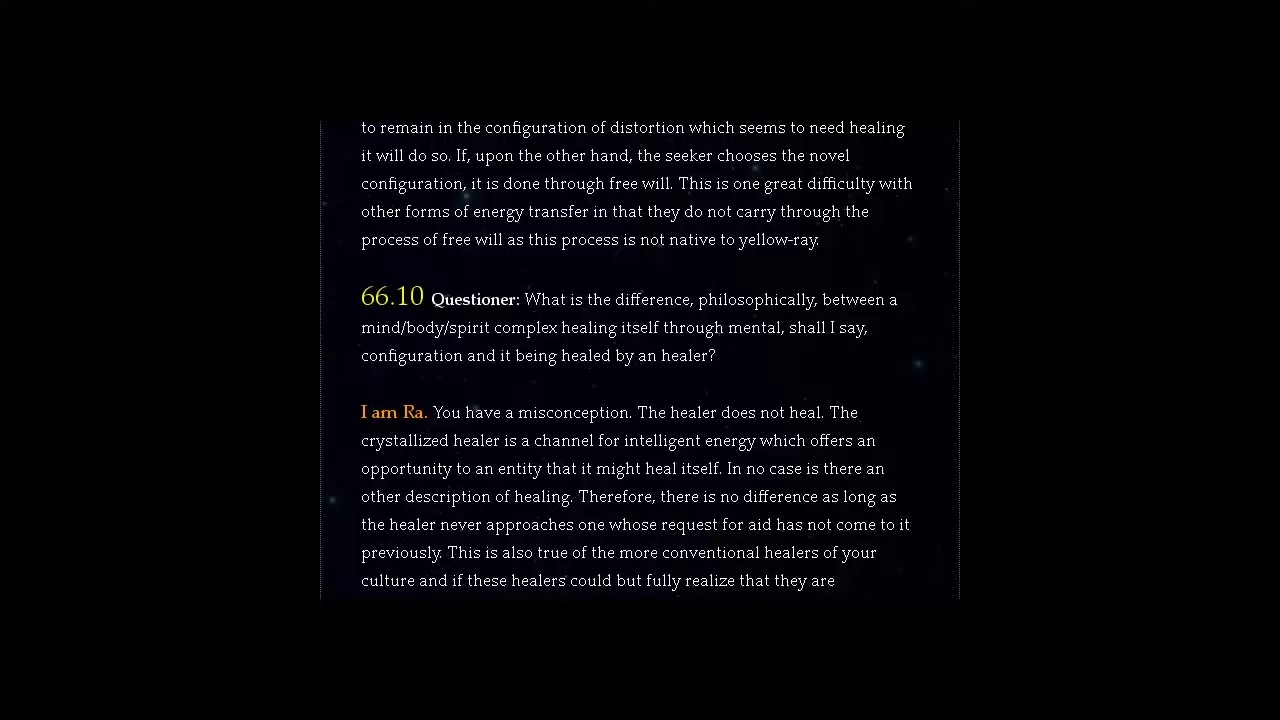 to remain in the configuration of distortion which seems to need healing
it will do so. If, upon the other hand, the seeker chooses the novel
configuration, it is done through free will. This is one great difficulty with
other forms of energy transfer in that they do not carry through the
process of free will as this process is not native to yellow-ray.
66.10 Questioner: What is the difference, philosophically, between a
mind/body/spirit complex healing itself through mental, shall I say,
configuration and it being healed by an healer?
I am Ra. You have a misconception. The healer does not heal. The
crystallized healer is a channel for intelligent energy which offers an
opportunity to an entity that it might heal itself. In no case is there an
other description of healing. Therefore, there is no difference as long as
the healer never approaches one whose request for aid has not come to it
previously. This is also true of the more conventional healers of your
culture and if these healers could but fully realize that they are